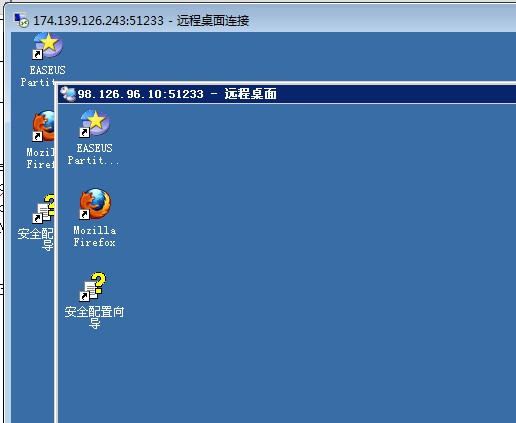 174.139.126.243:51233 - 远程桌面连接
EASEUS
Partit
98.126.96.10:51233 - 远程桌面
EASEUS
Partit...
Mozil
Firef
Mozilla
Firefox
安全配
导
安全配置向
导